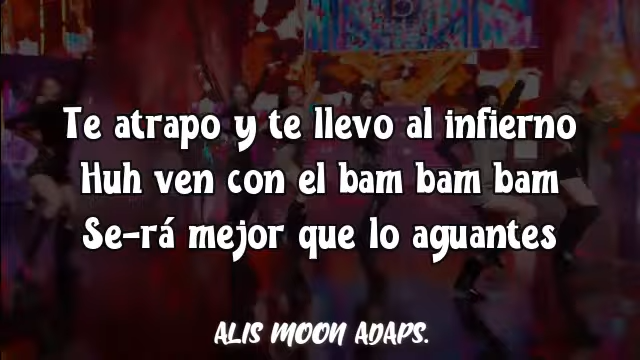 Te atrapo y te llevo al infierno
Huh ven con el bam bam bam
Se-rá mejor que lo aguantes
ALIS MOON ADAPS.